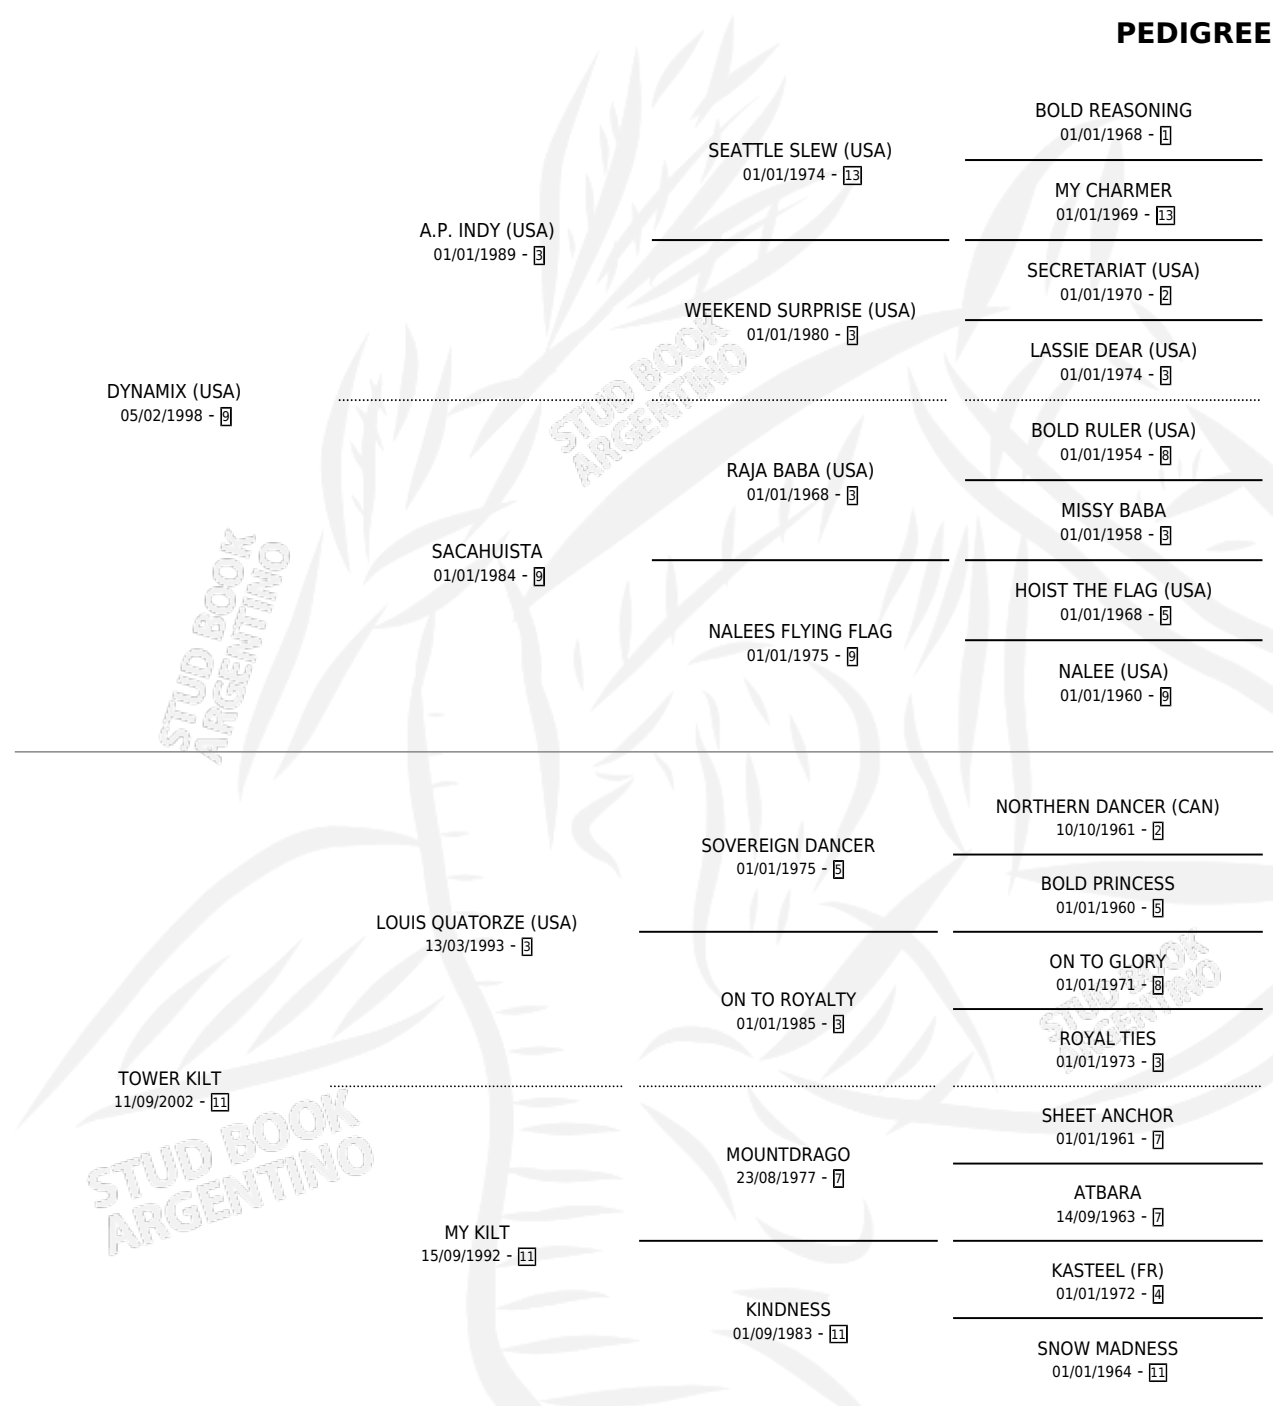 PEDIGREE
BOLD REASONING
01/01/1968 - 1
SEATTLE SLEW (USA)
01/01/1974 - 13
MY CHARMER
01/01/1969 - 13
A.P. INDY (USA)
01/01/1989 - 3
SECRETARIAT (USA)
01/01/1970 - 2
WEEKEND SURPRISE (USA)
01/01/1980 - 3
LASSIE DEAR (USA)
01/01/1974 - 3
DYNAMIX (USA)
05/02/1998 - 9
BOLD RULER (USA)
01/01/1954 - 8
RAJA BABA (USA)
01/01/1968 - 3
MISSY BABA
01/01/1958 - 3
SACAHUISTA
01/01/1984 - 9
HOIST THE FLAG (USA)
01/01/1968 - 5
NALEES FLYING FLAG
01/01/1975 - 9
NALEE (USA)
01/01/1960 - 9
NORTHERN DANCER (CAN)
10/10/1961 - 2
SOVEREIGN DANCER
01/01/1975 - 5
BOLD PRINCESS
01/01/1960 - 5
LOUIS QUATORZE (USA)
13/03/1993 - 3
ON TO GLORY
01/01/1971 - 8
ON TO ROYALTY
01/01/1985 - 3
ROYAL TIES
01/01/1973 - 3
TOWER KILT
11/09/2002 - 11
SHEET ANCHOR
01/01/1961 - 7
MOUNTDRAGO
23/08/1977 - 7
ATBARA
14/09/1963 - 7
MY KILT
15/09/1992 - 11
KASTEEL (FR)
01/01/1972 - 4
KINDNESS
01/09/1983 - 11
SNOW MADNESS
01/01/1964 - 11
STUD BOOK
ARGENTINO
STUD BOOK
ARGENTINO
STUD BOOK
ARGENTINO
STUD BOOK
ARGENTINO